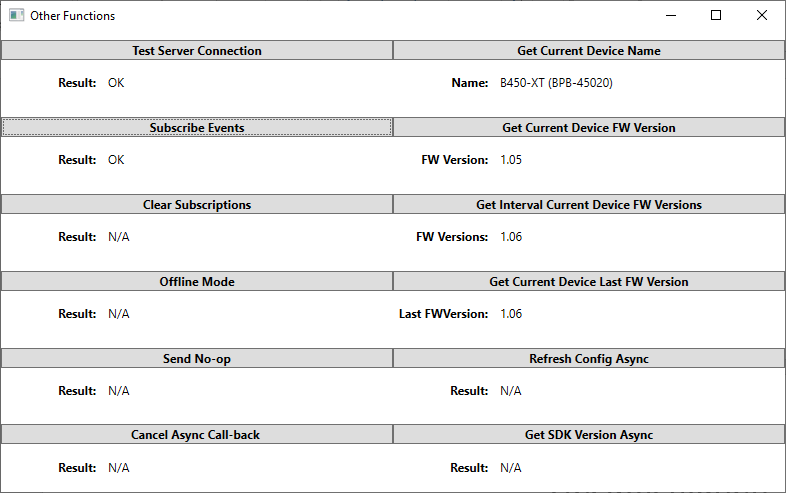 Other Functions
Test Server Connection Get Current Device Name
Result: OK Name: B450-XT (BPB-45020)
Subscribe Events Get Current Device FW Version
Result: OK FW Version: 1.05
Clear Subscriptions Get Interval Current Device FW Versions
Result: N/A FW Versions: 1.06
Offline Mode Get Current Device Last FW Version
Result: N/A Last FWVersion: 1.06
Send No-op Refresh Config Async
Result: N/A Result: N/A
Cancel Async Call-back Get SDK Version Async
Result: N/A Result: N/A